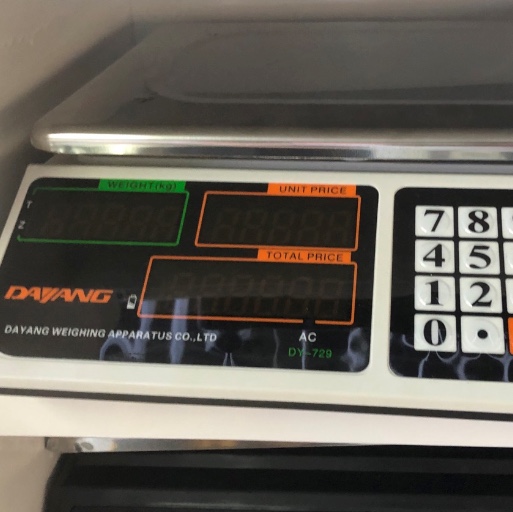 WEIGHT(kg)
UNIT PRICE
T
Z
TOTAL PRICE
DAYANG
DAYANG WEIGHING APPARATUS CO.,LTD
AC
DY-729
7 8
4 5
1 2
0 .